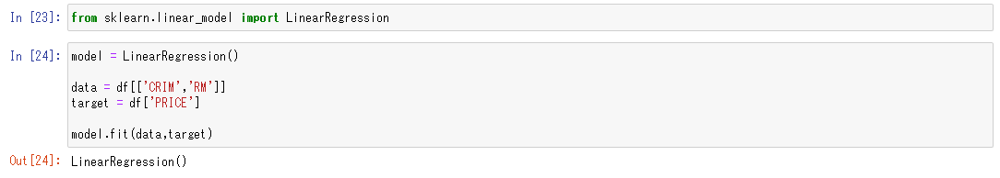 In [23]: from sklearn.linear_model import LinearRegression
In [24]: model = LinearRegression()
data = df[['CRIM','RM']]
target = df['PRICE']
model.fit(data,target)
Out[24]: LinearRegression()